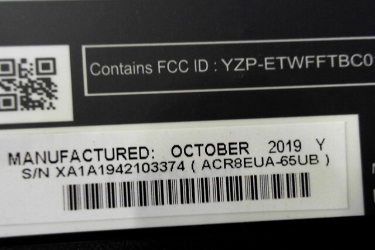 Contains FCC ID : YZP-ETWFFTBC0
MANUFACTURED: OCTOBER 2019 Y
S/N XA1A1942103374 ( ACR8EUA-65UB )